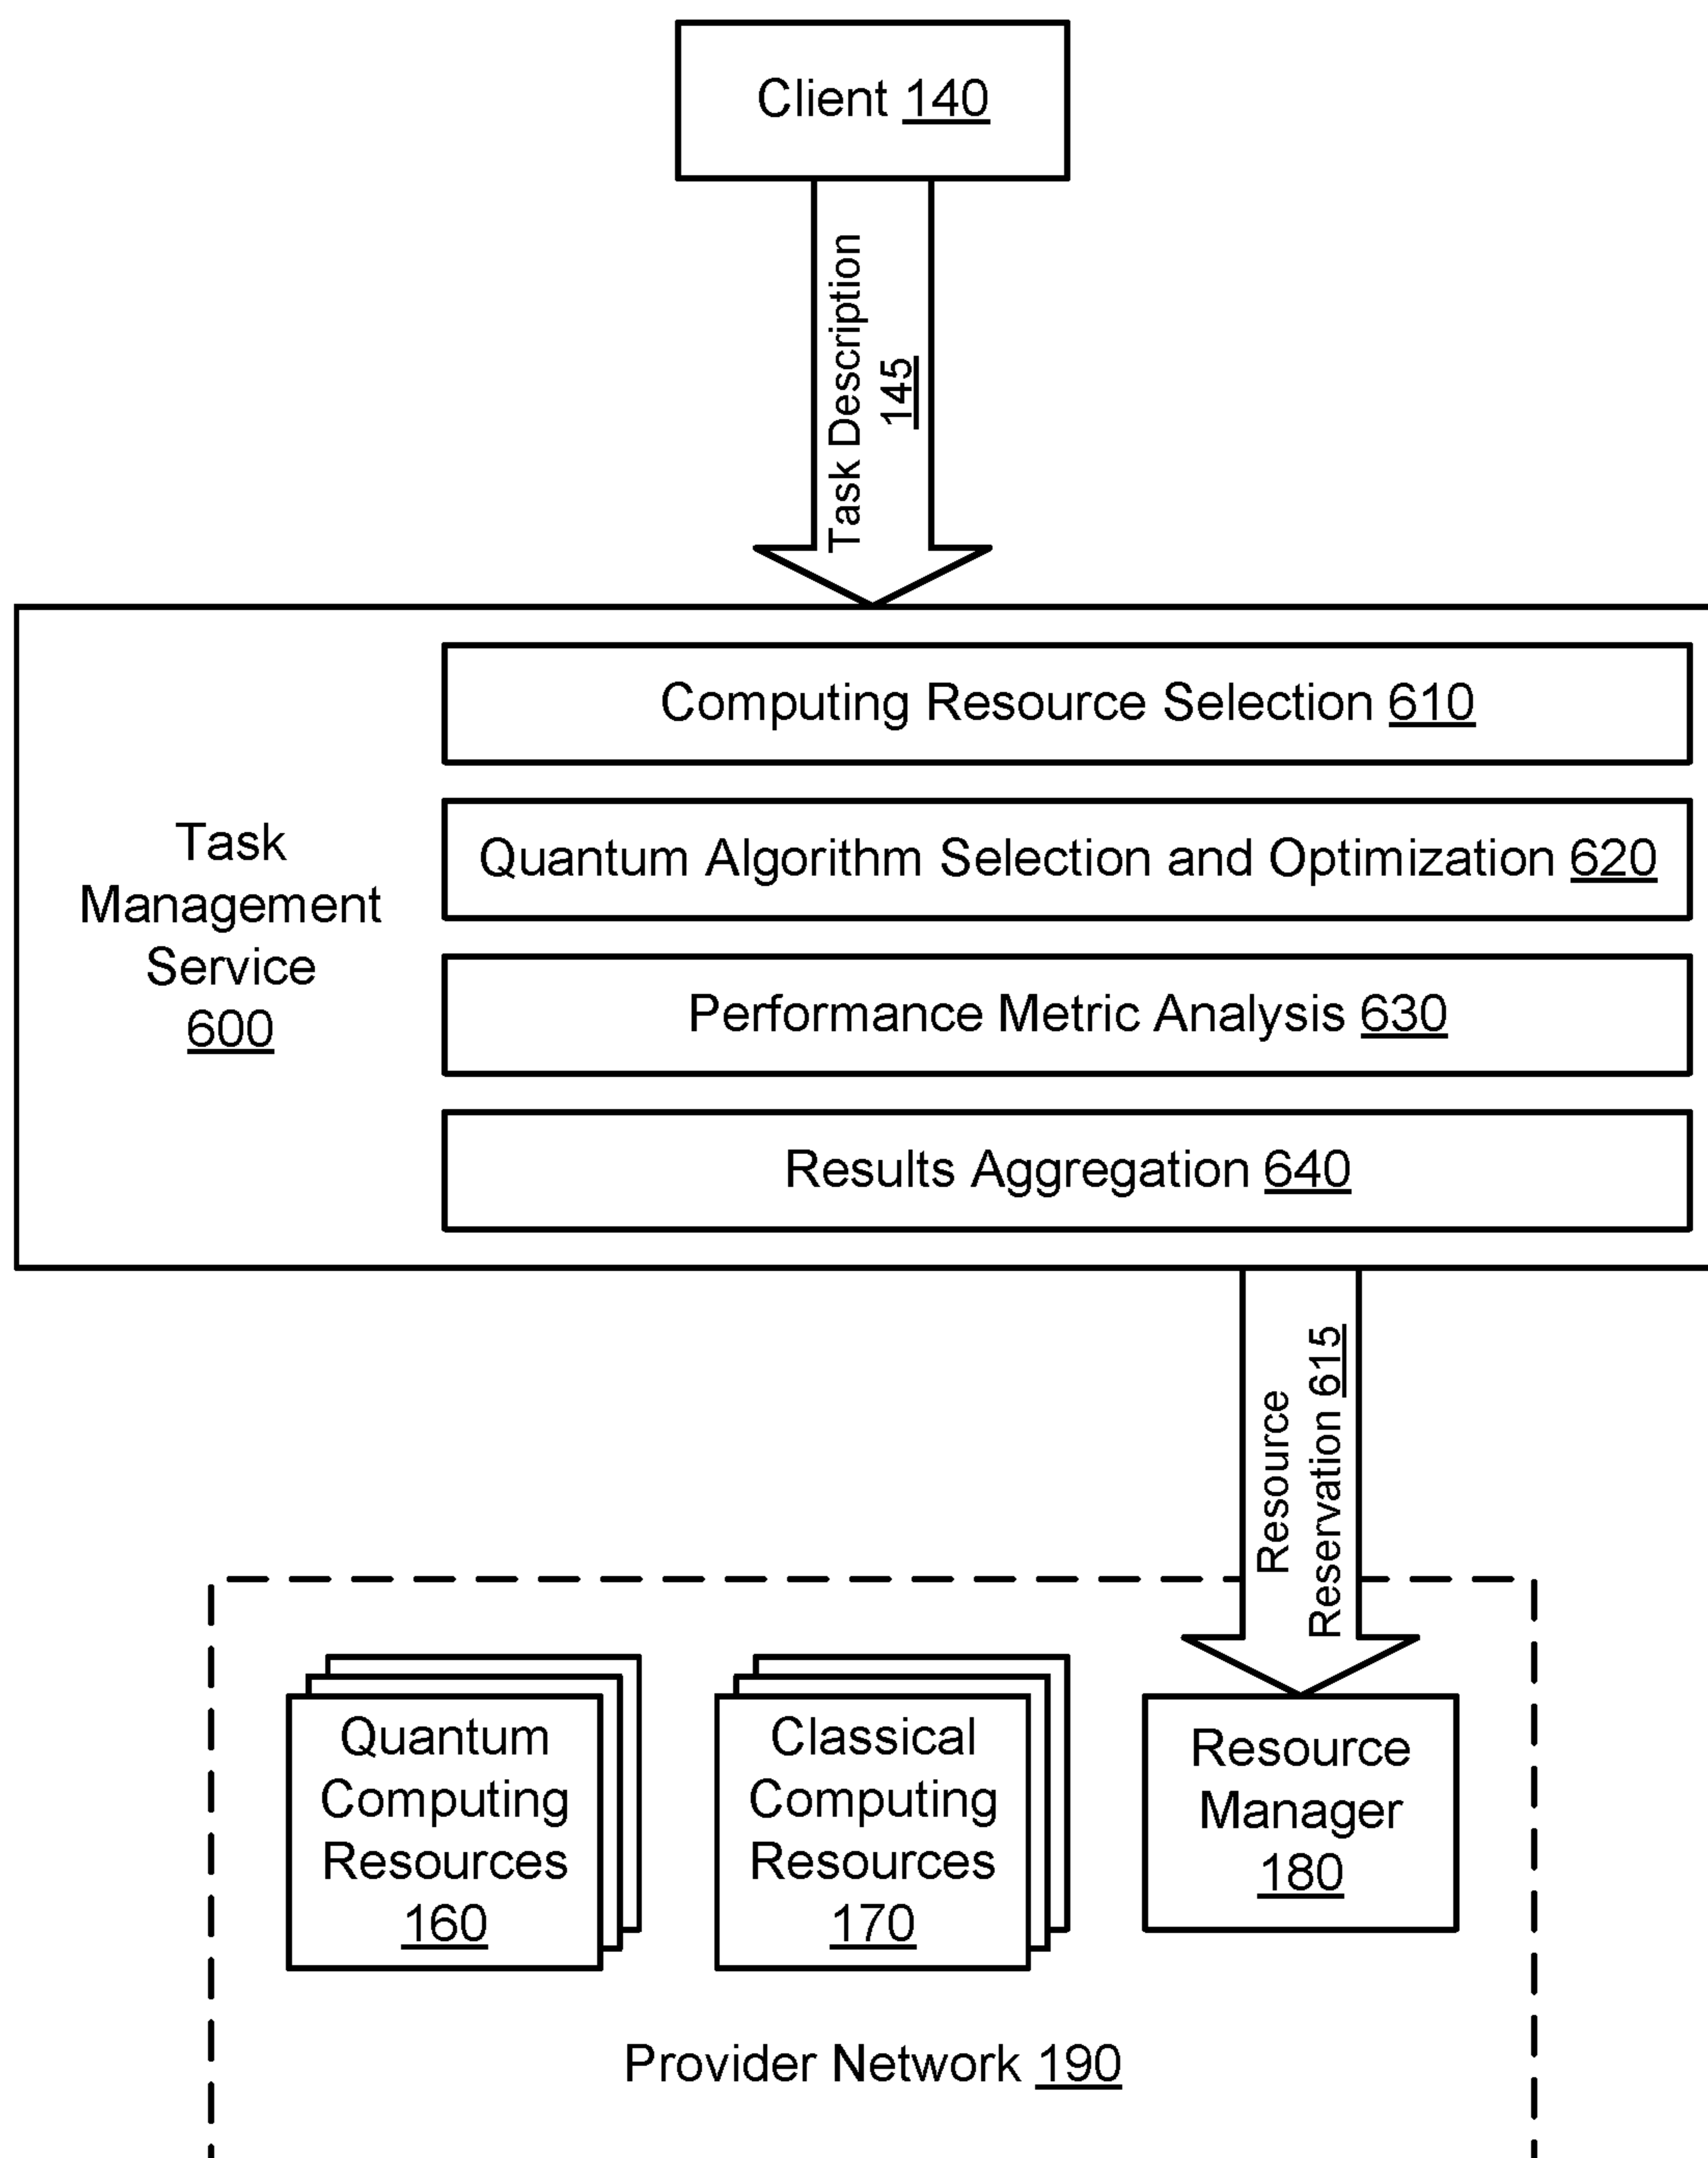 Client 140
Task Description
145
Computing Resource Selection 610
Quantum Algorithm Selection and Optimization 620
Task
Management
Service
600
Performance Metric Analysis 630
Results Aggregation 640
Resource
Reservation 615
Quantum
Computing
Resources
160
Classical
Computing
Resources
170
Resource
Manager
180
Provider Network 190